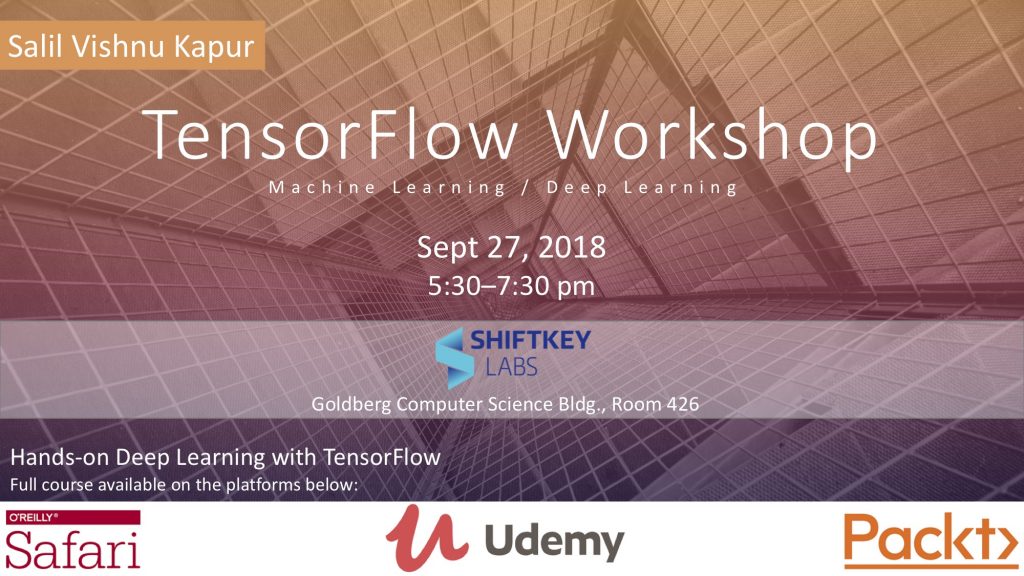 Salil Vishnu Kapur
TensorFlow Workshop
Machine Learning / Deep Learning
Sept 27, 2018
5:30–7:30 pm
SHIFTKEY
LABS
Goldberg Computer Science Bldg., Room 426
Hands-on Deep Learning with TensorFlow
Full course available on the platforms below:
O'REILLY®
Safari
Udemy
Packt>